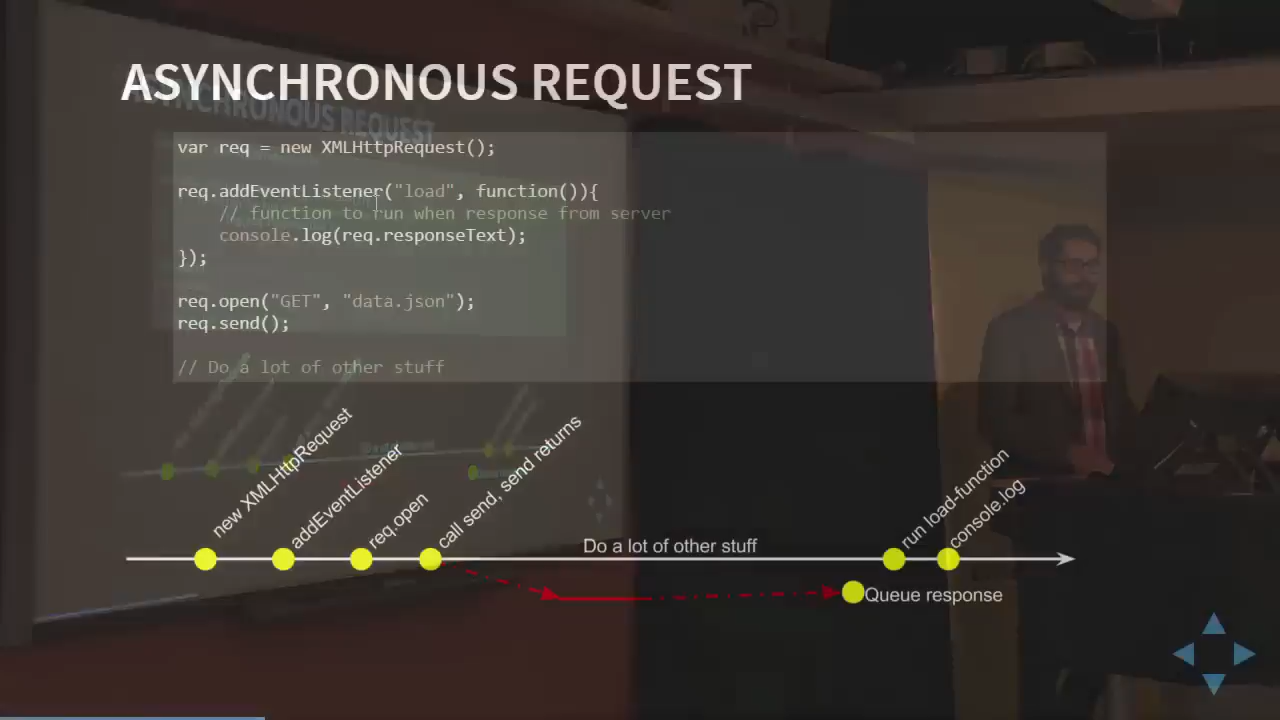 ASYNCHRONOUS REQUEST
ASYNCHRONOUS REQUEST
var req = new XMLHttpRequest();
req.addEventListener("load", function()){
// function to run when response from server
console.log(req.responseText);
});
req.open("GET", "data.json");
req.send();
// Do a lot of other stuff
new XMLHttpRequest
addEventListener
req.open
call send, send returns
Do a lot of other stuff
run load-function
console.log
Queue response